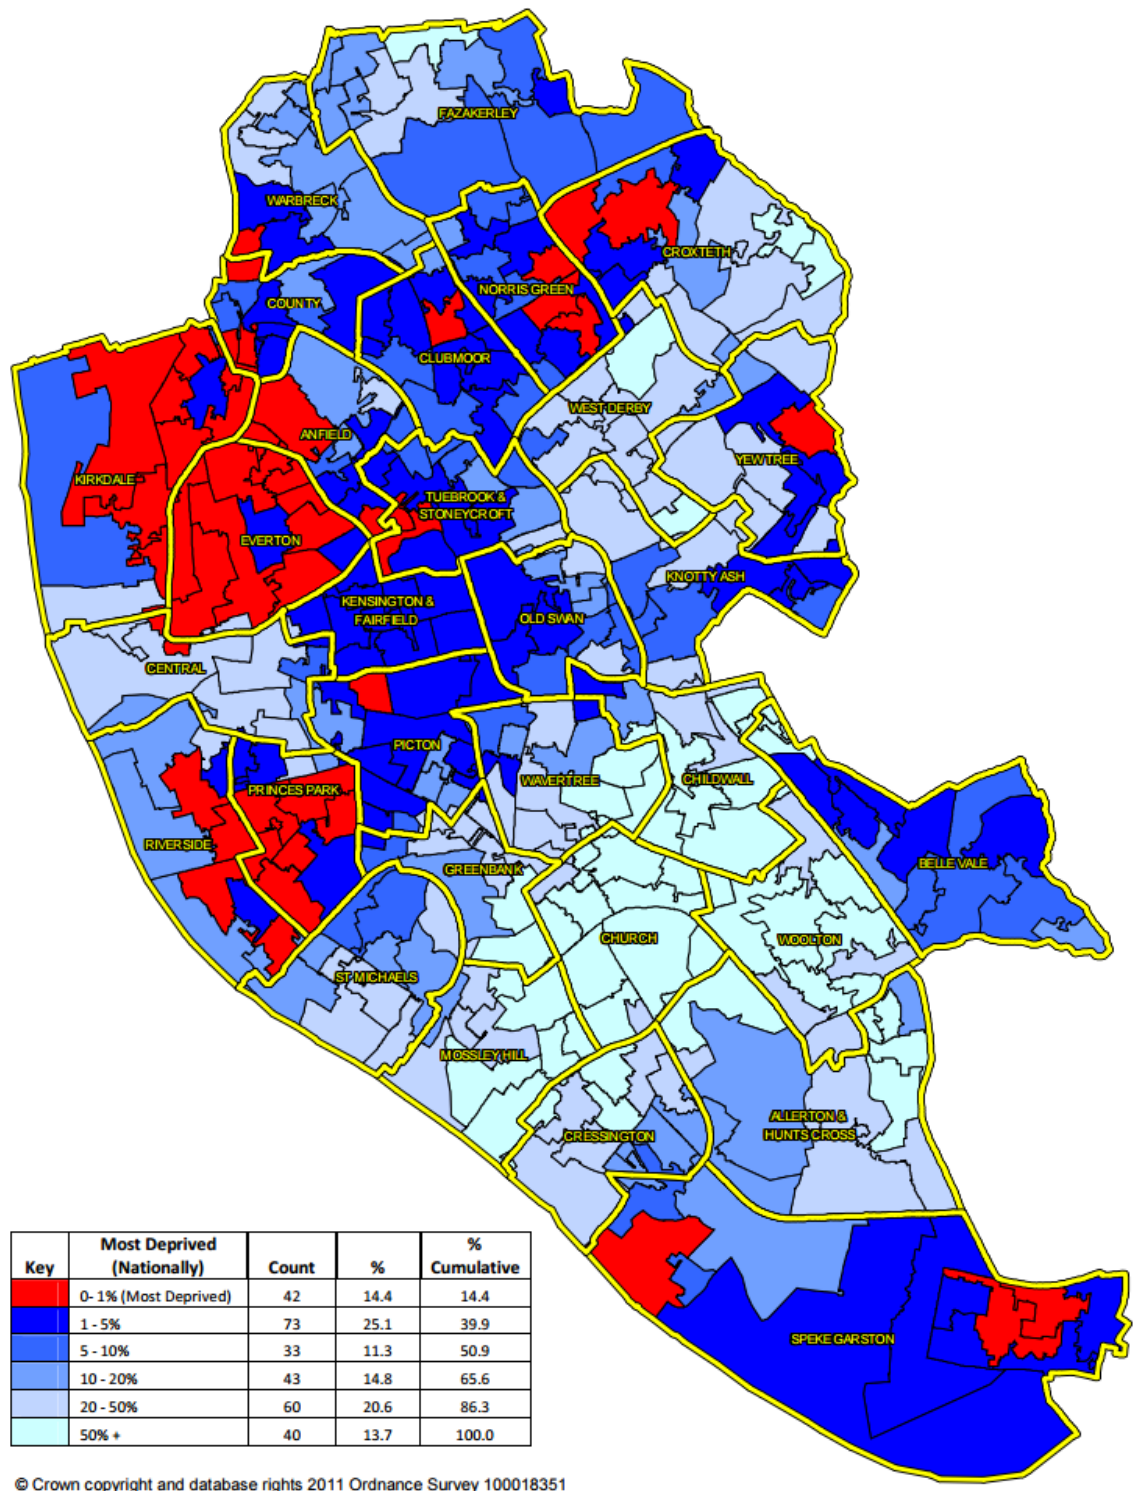 FAZAKERLEY
WARBRECK
CROXTETH
NORRIS GREEN
COUNTY
CLUBMOOR
WEST DERBY
ANFIELD
YEW TREE
KIRKDALE
TUEBROOK &
STONEYCROFT
EVERTON
KNOTTY ASH
KENSINGTON &
FAIRFIELD
OLD SWAN
CENTRAL
PICTON
WAVERTREE
CHILDWALL
PRINCES PARK
RIVERSIDE
GREENBANK
BELLE VALE
CHURCH
WOOLTON
ST MICHAELS
MOSSLEY HILL
ALLERTON &
HUNTS CROSS
CRESSINGTON
SPEKE GARSTON
Key Most Deprived (Nationally) Count % % Cumulative
0- 1% (Most Deprived) 42 14.4 14.4
1 - 5% 73 25.1 39.9
5 - 10% 33 11.3 50.9
10 - 20% 43 14.8 65.6
20 - 50% 60 20.6 86.3
50% + 40 13.7 100.0
© Crown copyright and database rights 2011 Ordnance Survey 100018351